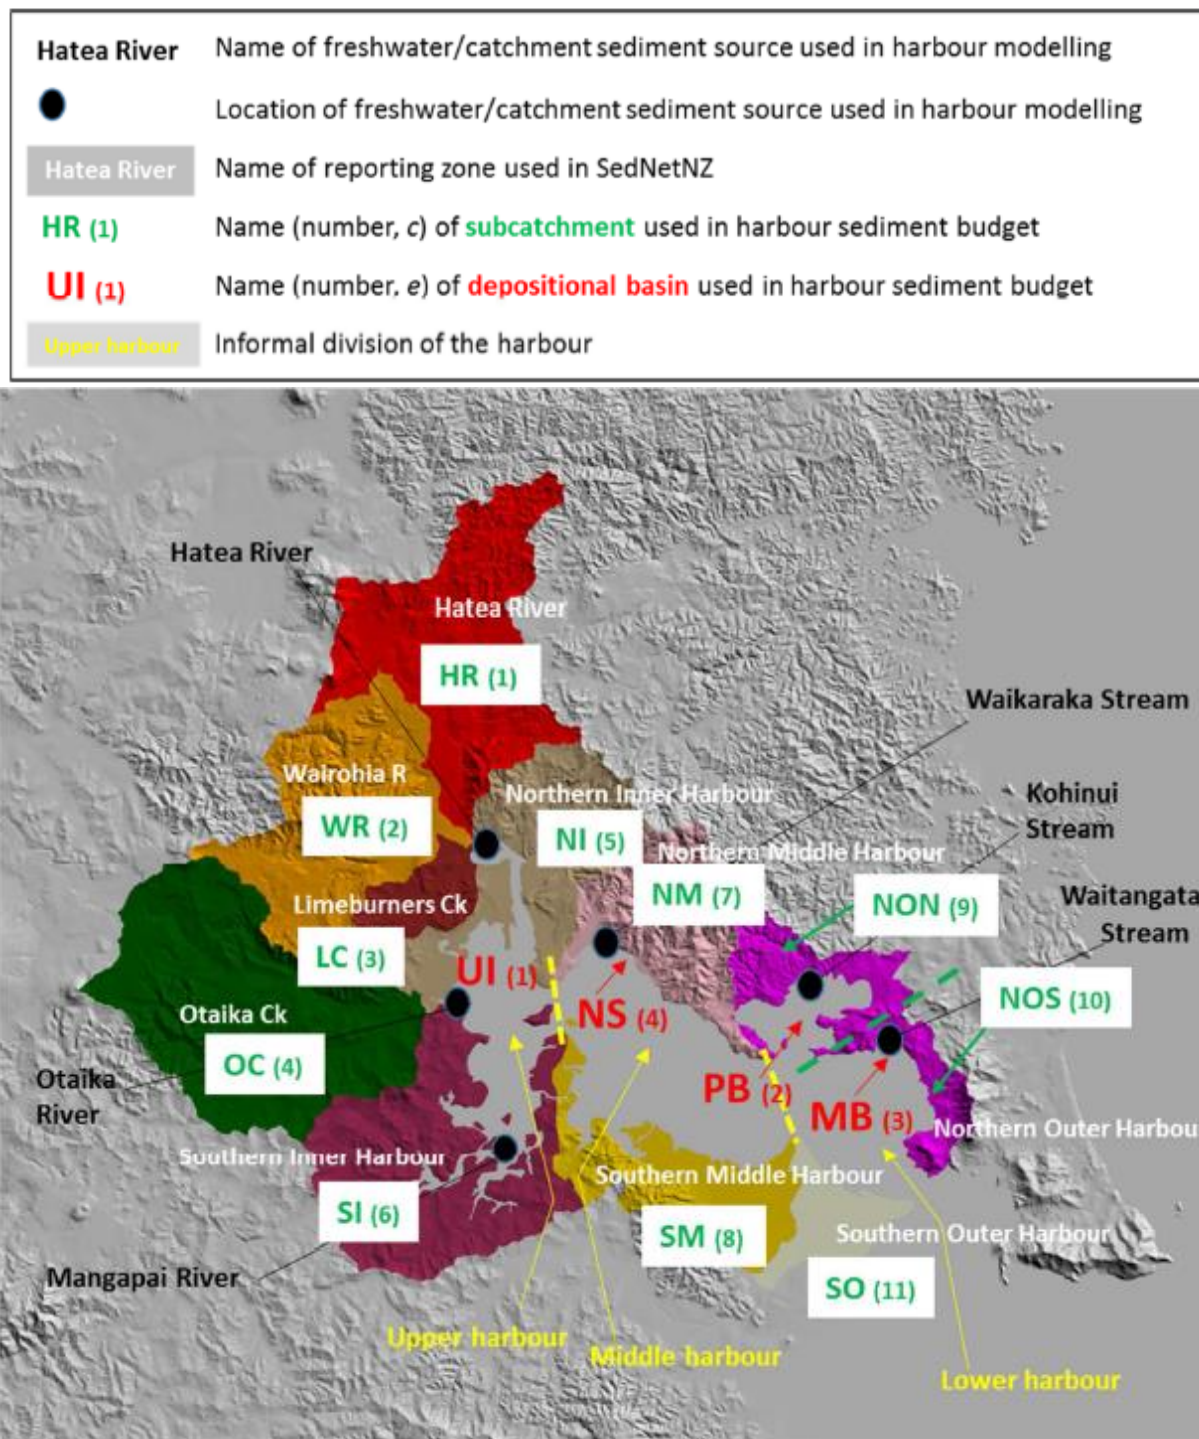 Hatea River Name of freshwater/catchment sediment source used in harbour modelling
Location of freshwater/catchment sediment source used in harbour modelling
Hatea River Name of reporting zone used in SedNetNZ
HR (1) Name (number, c) of subcatchment used in harbour sediment budget
UI (1) Name (number, e) of depositional basin used in harbour sediment budget
Upper harbour Informal division of the harbour
Hatea River
Hatea River
HR (1)
Waikaraka Stream
Wairohia R
WR (2)
Northern Inner Harbour
NI (5)
Kohinui
Stream
Northern Middle Harbour
NM (7)
NON (9)
Waitangata
Stream
Limeburners Ck
LC (3)
UI (1)
NS (4)
NOS (10)
Otaika Ck
OC (4)
Otaika
River
PB (2)
MB (3)
Northern Outer Harbou
Southern Inner Harbour
SI (6)
Southern Middle Harbour
SM (8)
Southern Outer Harbour
SO (11)
Mangapai River
Upper harbour
Middle harbour
Lower harbour